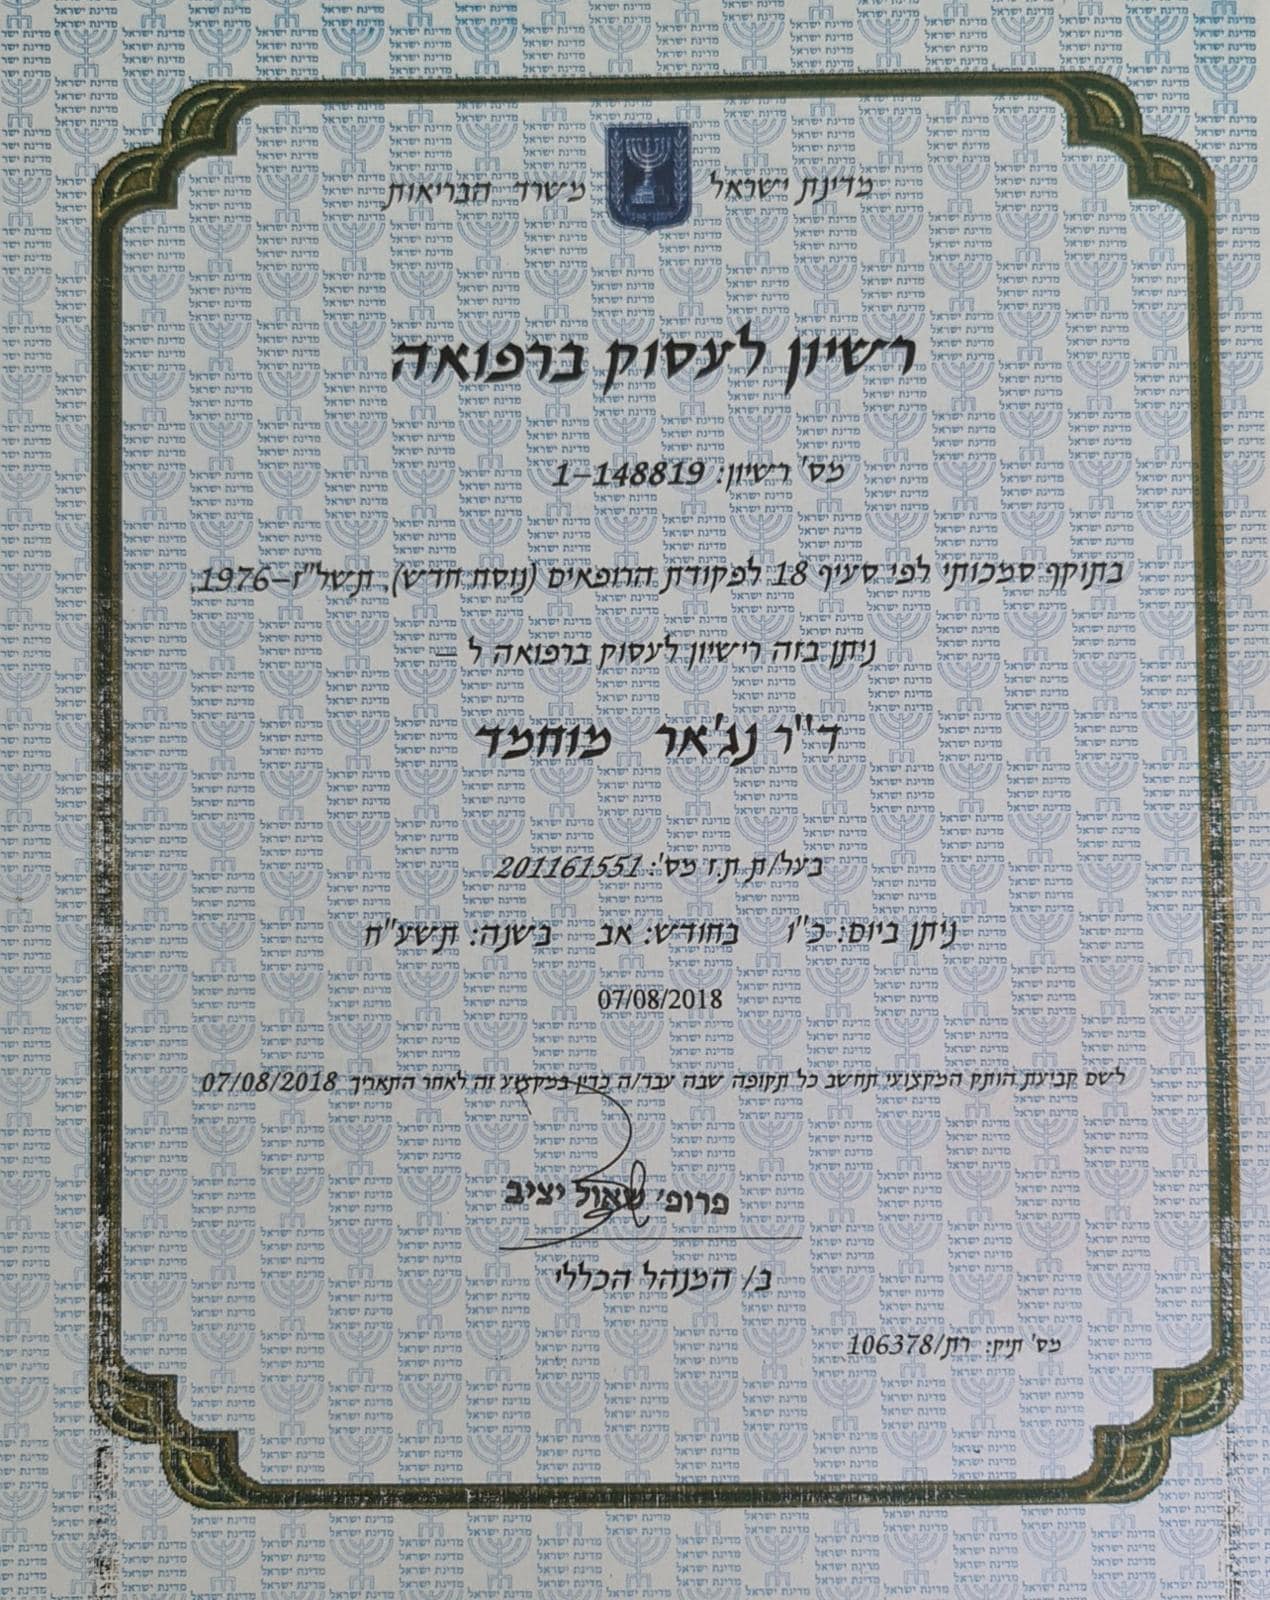 מדינת ישראל משרד הבריאות
רשיון לעסוק ברפואה
מס' רשיון: 1-148819
בתוקף סמכותי לפי סעיף 18 לפקודת הרופאים (נוסח חדש), תשל"ז-1976,
ניתן בזה רישיון לעסוק ברפואה ל -
ד"ר נג'אר מוחמד
בעל/ת ת.ז מס': 201161551
ניתן ביום: כ"ו בחודש: אב בשנה: תשע"ח
07/08/2018
לשם קביעת הותק המקצועי תחשב כל תקופה שבה עבד/ה כדין במקצוע זה לאחר התאריך 07/08/2018
פרופ' שאול יציב
ב/ המנהל הכללי
מס' תיק: רת/106378